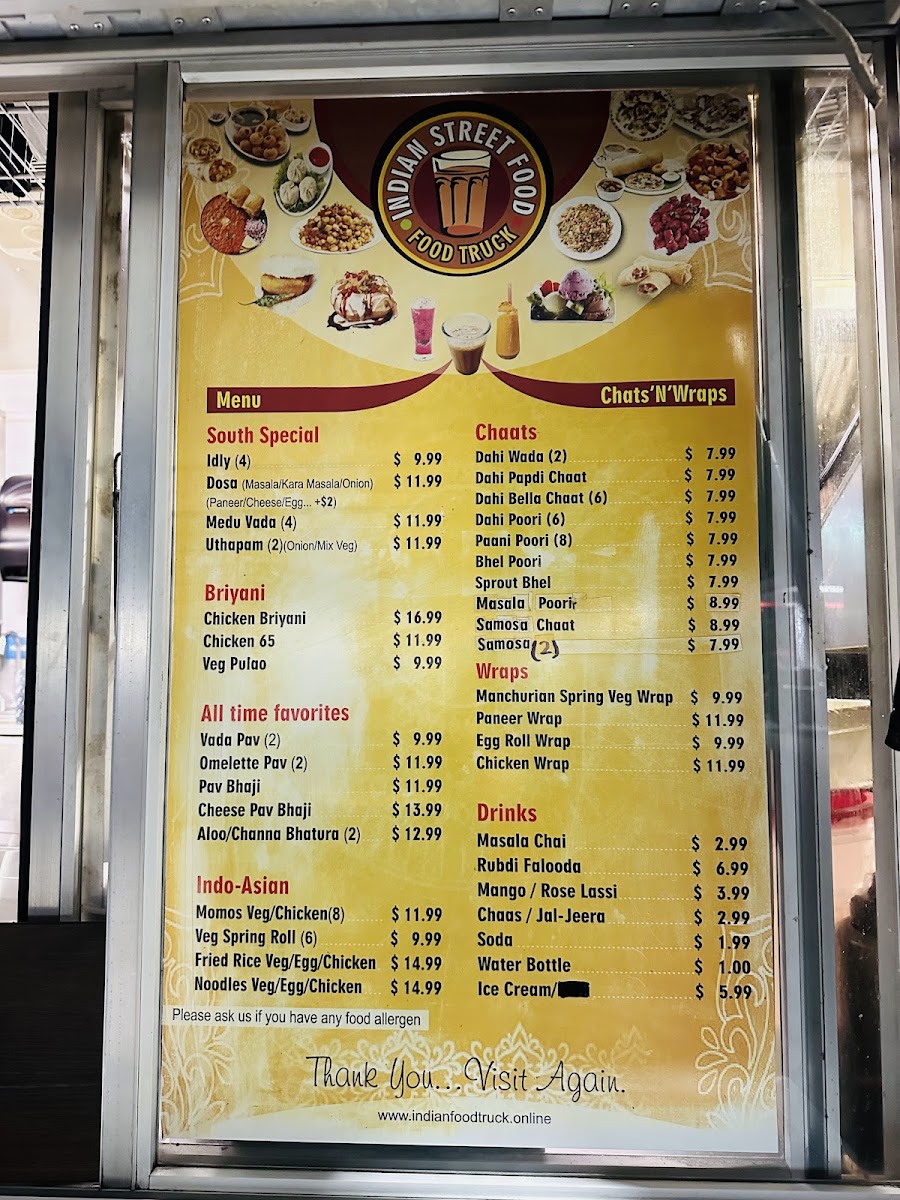 INDIAN STREET FOOD
FOOD TRUCK
Menu
South Special
Idly (4) $ 9.99
Dosa (Masala/Kara Masala/Onion) $ 11.99
(Paneer/Cheese/Egg... +$2)
Medu Vada (4) $ 11.99
Uthapam (2)(Onion/Mix Veg) $ 11.99
Briyani
Chicken Briyani $ 16.99
Chicken 65 $ 11.99
Veg Pulao $ 9.99
All time favorites
Vada Pav (2) $ 9.99
Omelette Pav (2) $ 11.99
Pav Bhaji $ 11.99
Cheese Pav Bhaji $ 13.99
Aloo/Channa Bhatura (2) $ 12.99
Indo-Asian
Momos Veg/Chicken(8) $ 11.99
Veg Spring Roll (6) $ 9.99
Fried Rice Veg/Egg/Chicken $ 14.99
Noodles Veg/Egg/Chicken $ 14.99
Please ask us if you have any food allergen
Chats'N'Wraps
Chaats
Dahi Wada (2) $ 7.99
Dahi Papdi Chaat $ 7.99
Dahi Bella Chaat (6) $ 7.99
Dahi Poori (6) $ 7.99
Paani Poori (8) $ 7.99
Bhel Poori $ 7.99
Sprout Bhel $ 7.99
Masala Poori $ 8.99
Samosa Chaat $ 8.99
Samosa (2) $ 7.99
Wraps
Manchurian Spring Veg Wrap $ 9.99
Paneer Wrap $ 11.99
Egg Roll Wrap $ 9.99
Chicken Wrap $ 11.99
Drinks
Masala Chai $ 2.99
Rubdi Falooda $ 6.99
Mango / Rose Lassi $ 3.99
Chaas / Jal-Jeera $ 2.99
Soda $ 1.99
Water Bottle $ 1.00
Ice Cream/ $ 5.99
Thank You...Visit Again.
www.indianfoodtruck.online